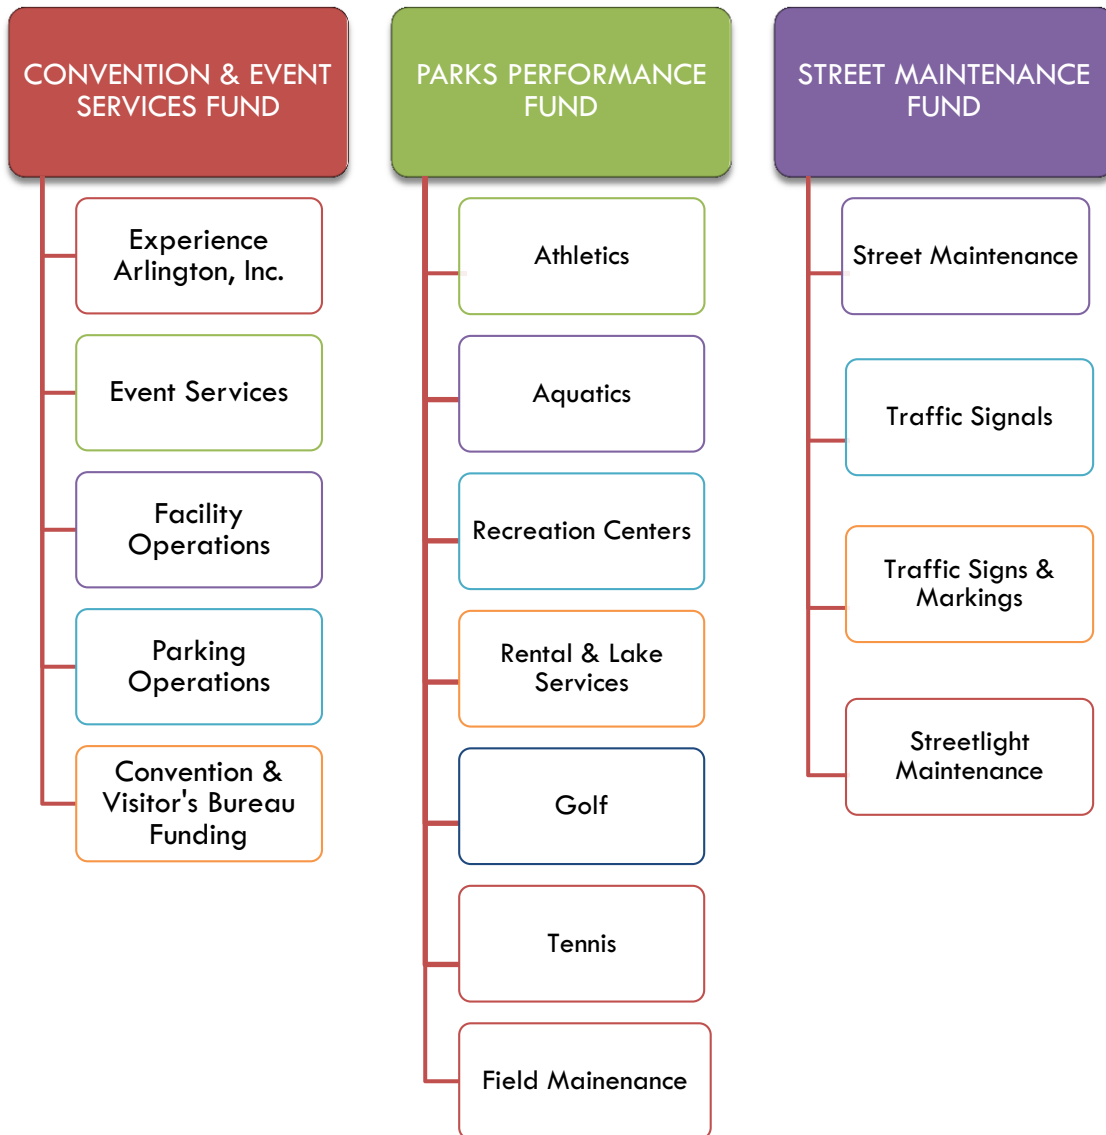 CONVENTION & EVENT
SERVICES FUND
Experience
Arlington, Inc.
Event Services
Facility
Operations
Parking
Operations
Convention &
Visitor's Bureau
Funding
PARKS PERFORMANCE
FUND
Athletics
Aquatics
Recreation Centers
Rental & Lake
Services
Golf
Tennis
Field Mainenance
STREET MAINTENANCE
FUND
Street Maintenance
Traffic Signals
Traffic Signs &
Markings
Streetlight
Maintenance